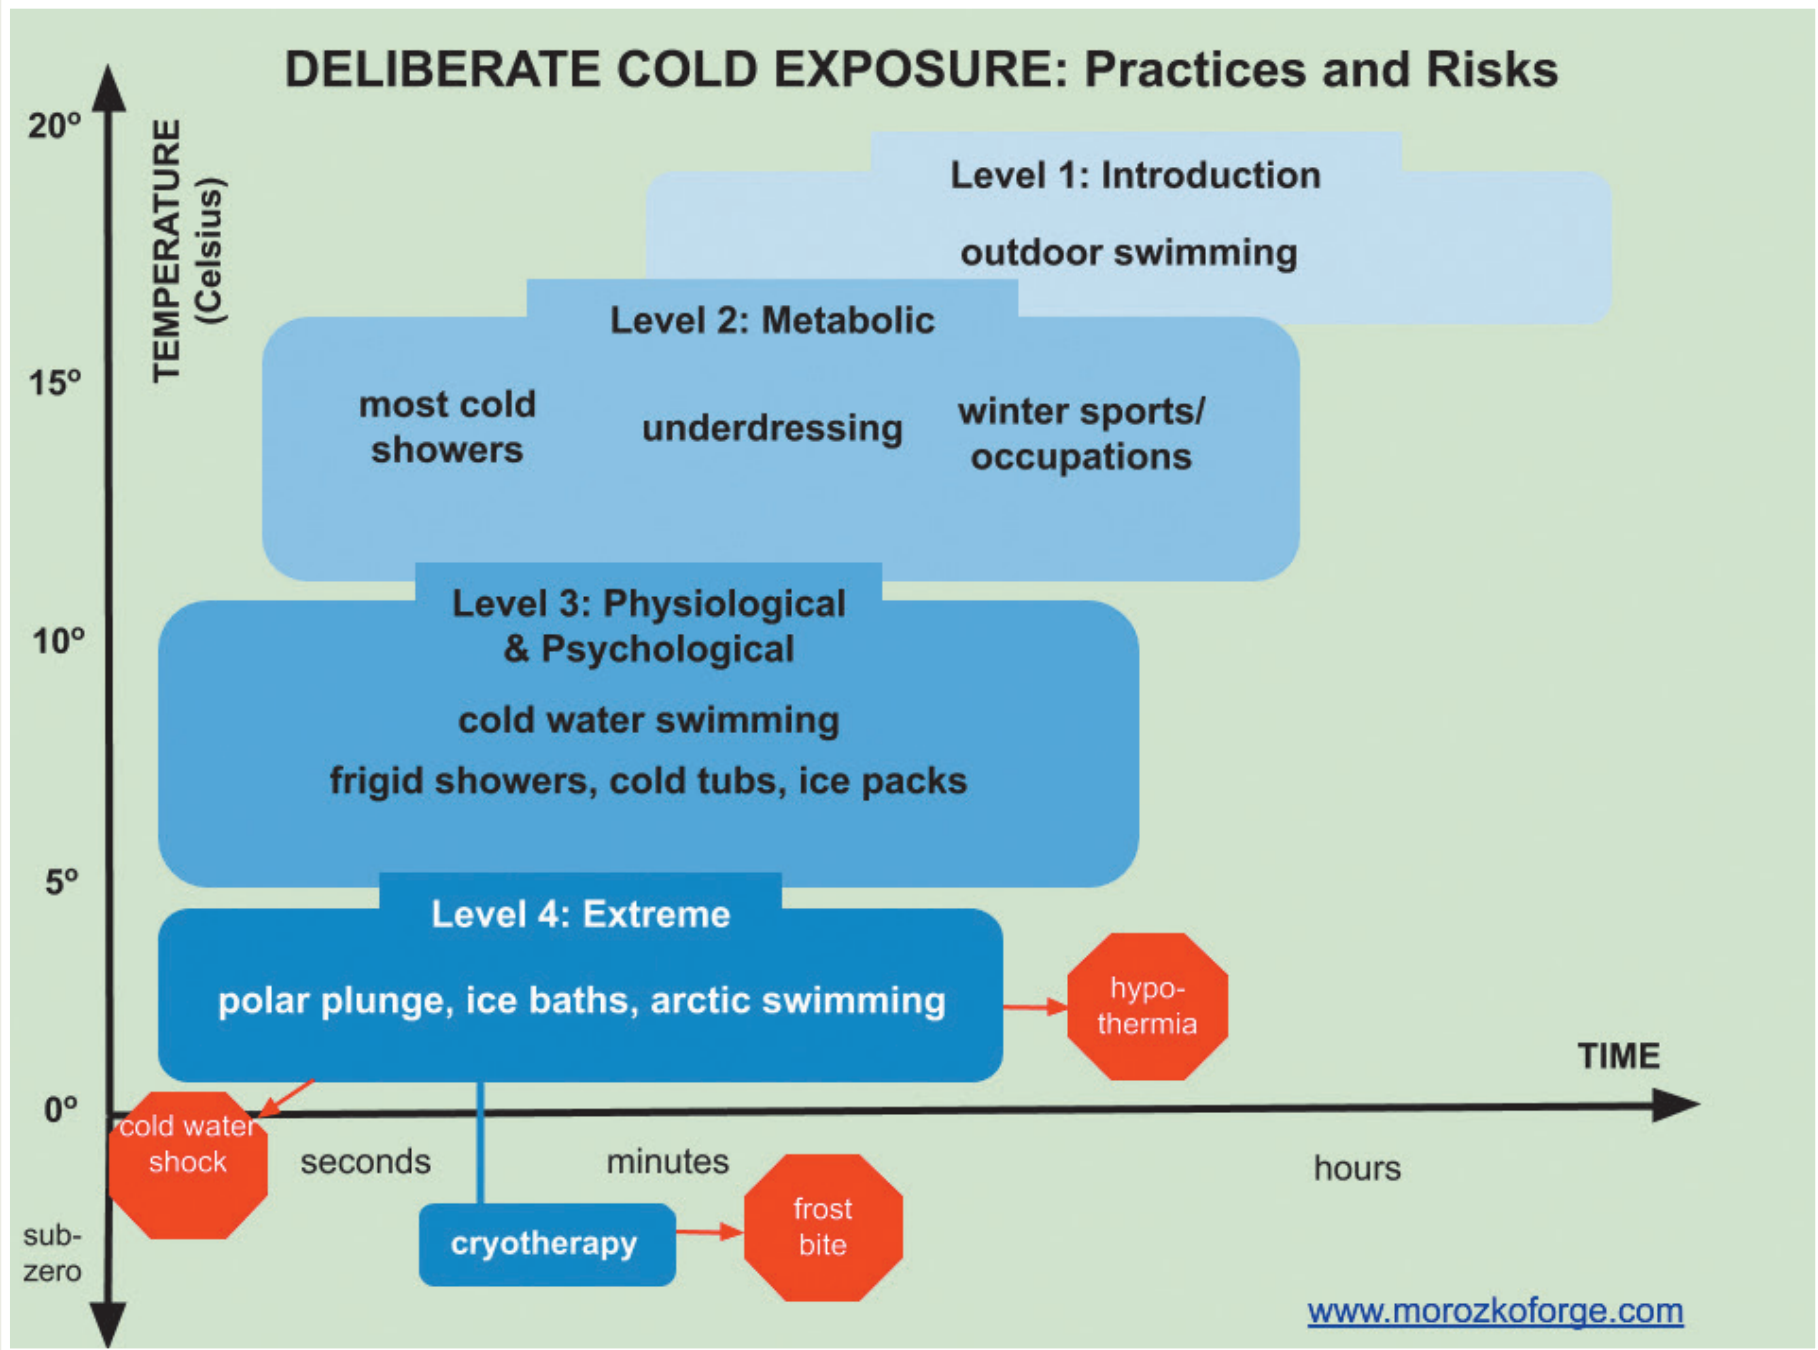 DELIBERATE COLD EXPOSURE: Practices and Risks
20º
TEMPERATURE
(Celsius)
Level 1: Introduction
outdoor swimming
Level 2: Metabolic
15º
most cold
showers
underdressing
winter sports/
occupations
Level 3: Physiological
& Psychological
10º
cold water swimming
frigid showers, cold tubs, ice packs
5º
Level 4: Extreme
polar plunge, ice baths, arctic swimming
hypo-
thermia
TIME
0º
cold water
shock
seconds
minutes
hours
sub-
zero
cryotherapy
frost
bite
www.morozkoforge.com